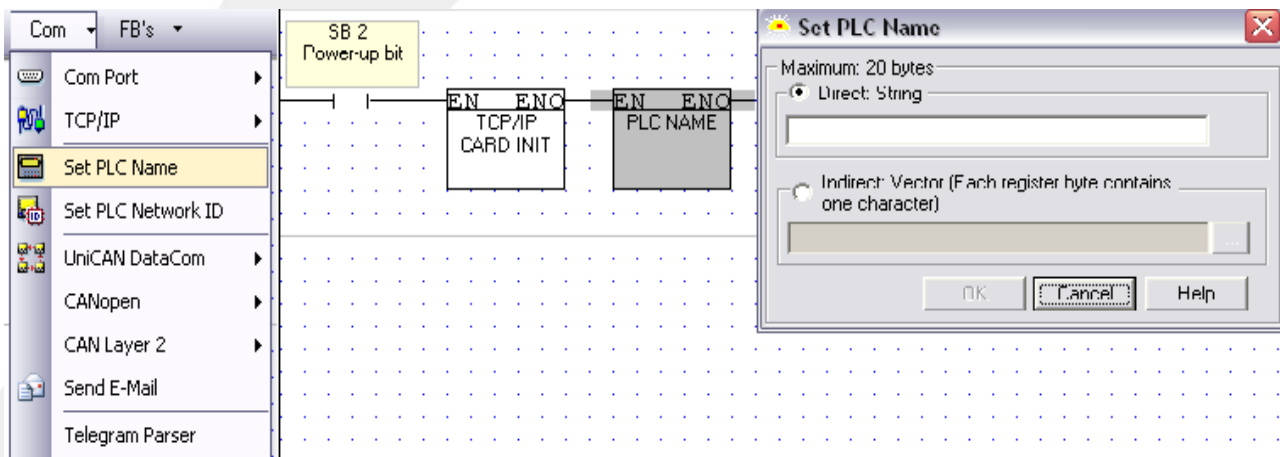 Com
FB's
Com Port
TCP/IP
Set PLC Name
Set PLC Network ID
UniCAN DataCom
CANopen
CAN Layer 2
Send E-Mail
Telegram Parser
SB 2
Power-up bit
EN ENO
TCP/IP
CARD INIT
EN ENO
PLC NAME
Set PLC Name
Maximum: 20 bytes
Direct: String
Indirect: Vector (Each register byte contains
one character)
...
OK
Cancel
Help